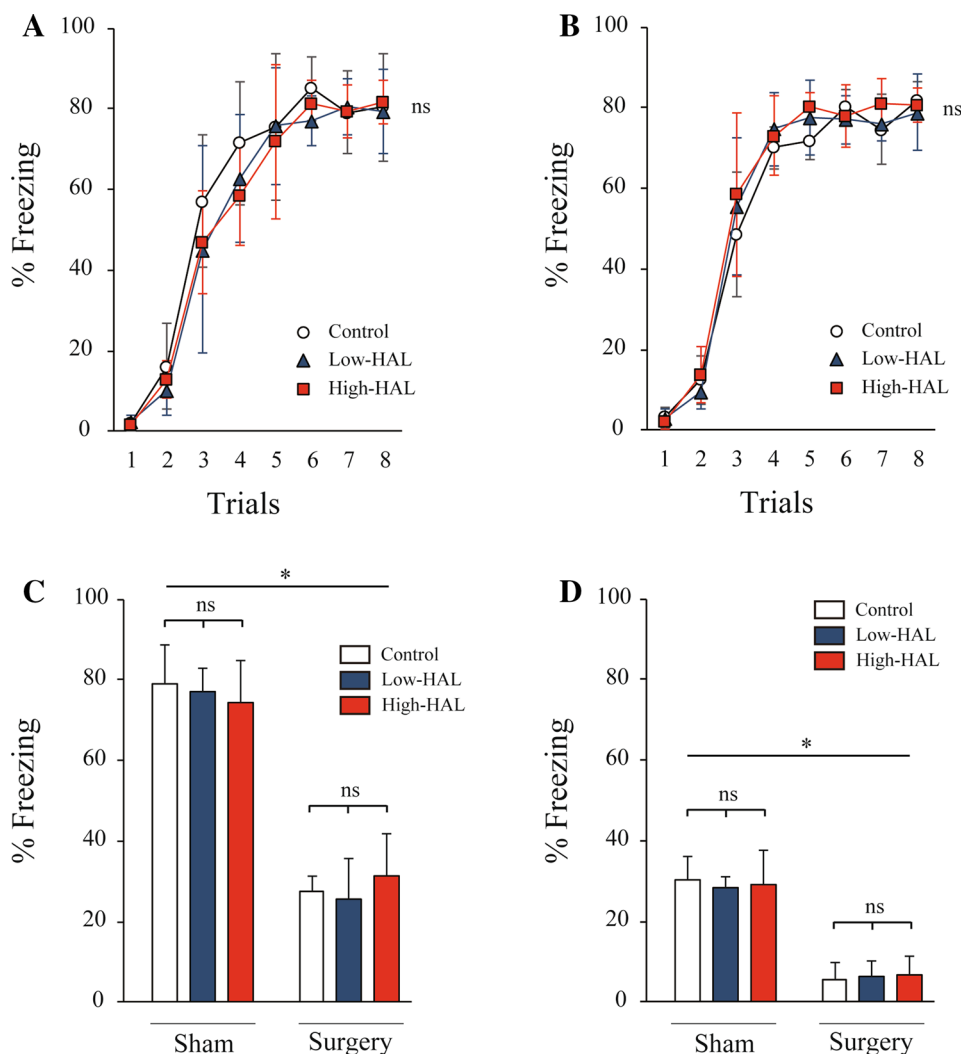 A
100
80
60
40
20
0
% Freezing
ns
Control
Low-HAL
High-HAL
1 2 3 4 5 6 7 8
Trials
B
100
80
60
40
20
0
% Freezing
ns
Control
Low-HAL
High-HAL
1 2 3 4 5 6 7 8
Trials
C
100
80
60
40
20
0
% Freezing
*
ns
Control
Low-HAL
High-HAL
ns
Sham Surgery
D
100
80
60
40
20
0
% Freezing
Control
Low-HAL
High-HAL
*
ns
ns
Sham Surgery